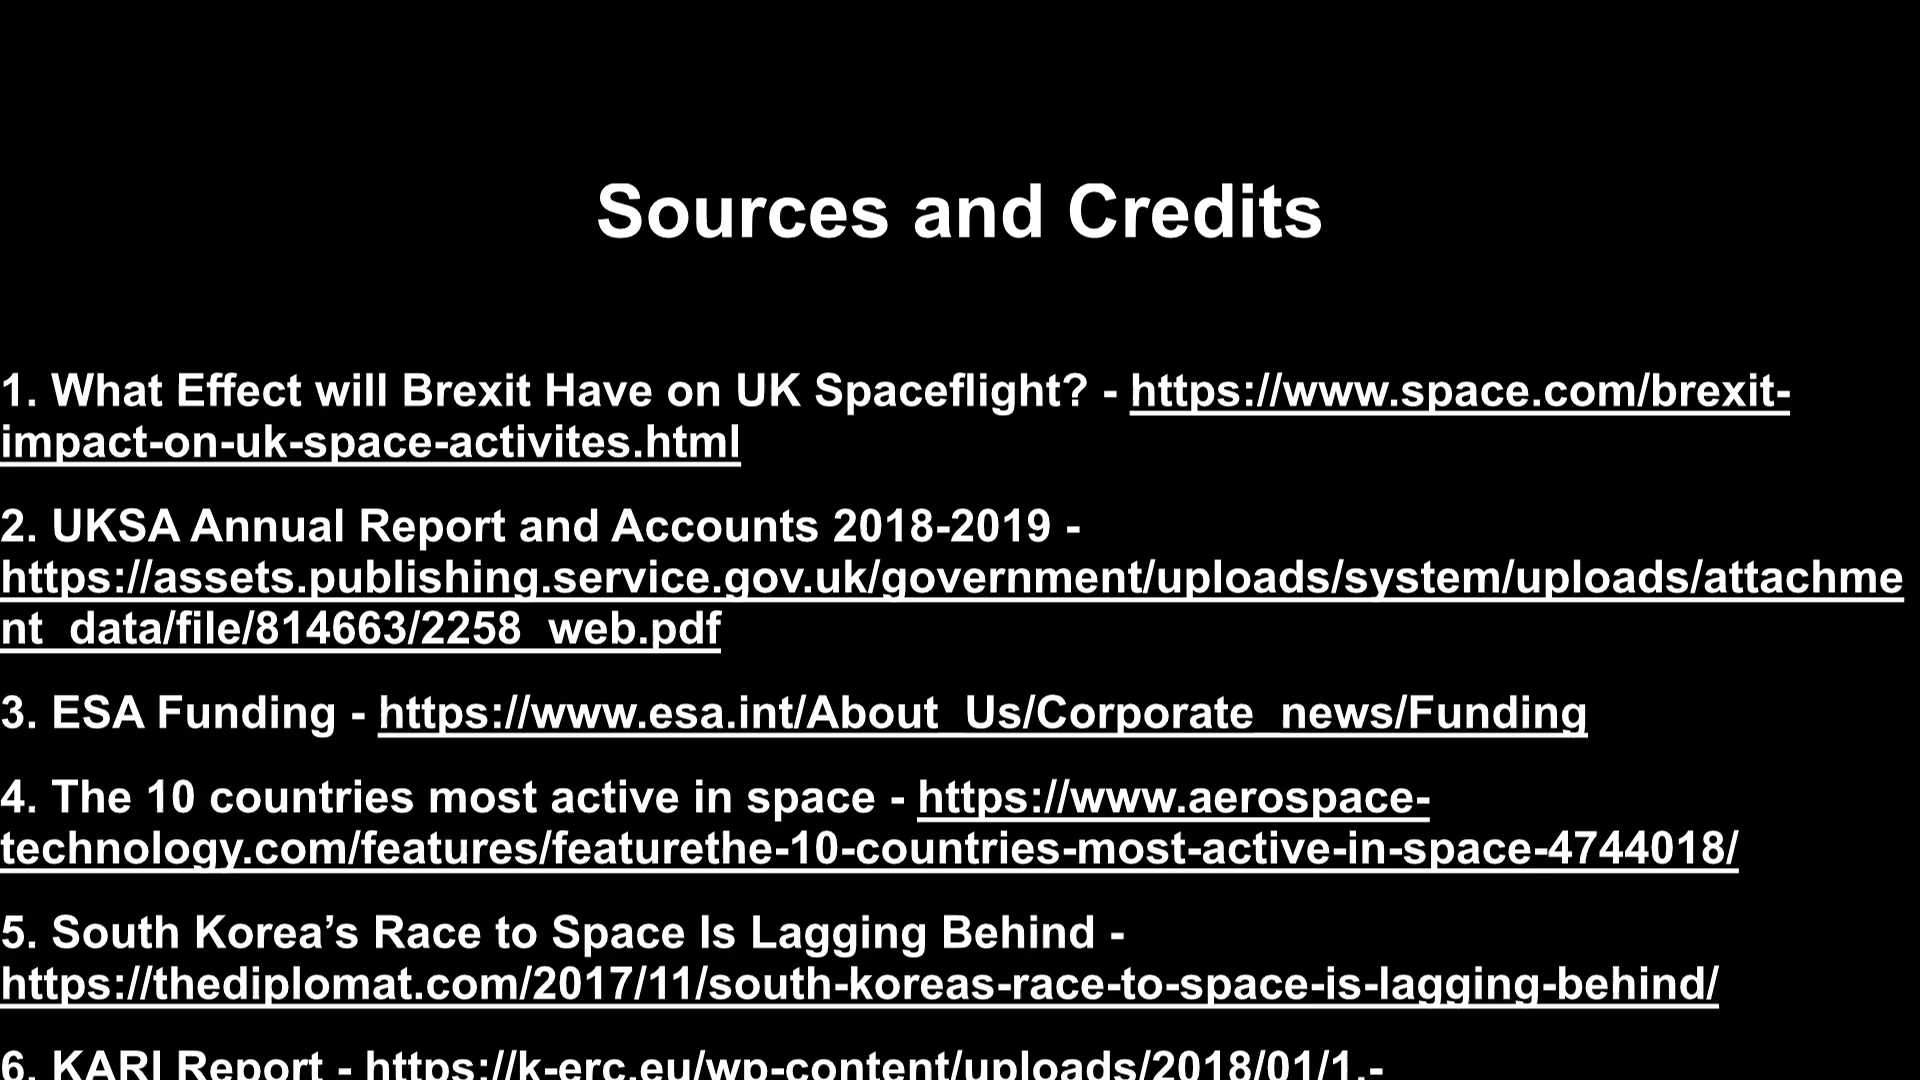 Sources and Credits
1. What Effect will Brexit Have on UK Spaceflight? - https://www.space.com/brexit-
impact-on-uk-space-activites.html
2. UKSA Annual Report and Accounts 2018-2019 -
https://assets.publishing.service.gov.uk/government/uploads/system/uploads/attachme
nt_data/file/814663/2258_web.pdf
3. ESA Funding - https://www.esa.int/About_Us/Corporate_news/Funding
4. The 10 countries most active in space - https://www.aerospace-
technology.com/features/featurethe-10-countries-most-active-in-space-4744018/
5. South Korea’s Race to Space Is Lagging Behind -
https://thediplomat.com/2017/11/south-koreas-race-to-space-is-lagging-behind/
6. KARI Report - https://k-erc.eu/wp-content/uploads/2018/01/1.-